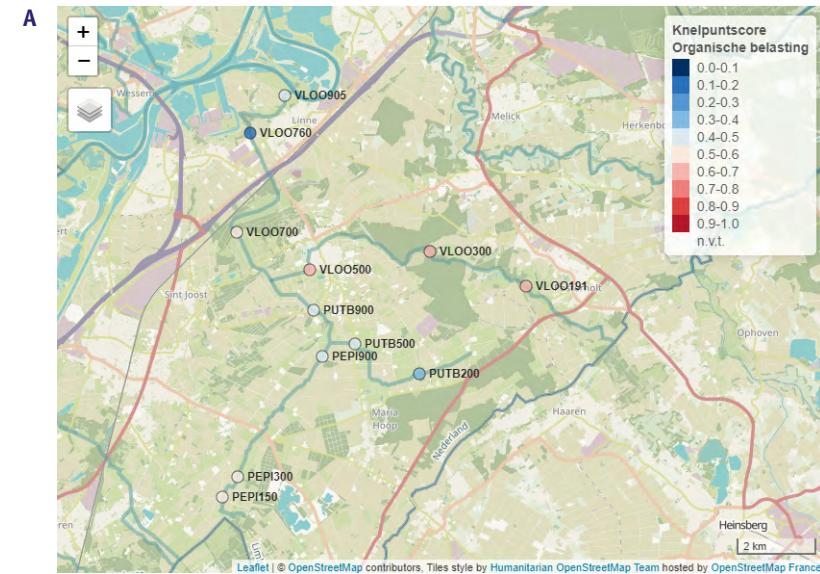 A
+
−
Knelpuntscore
Organische belasting
0.0-0.1
0.1-0.2
0.2-0.3
0.3-0.4
0.4-0.5
0.5-0.6
0.6-0.7
0.7-0.8
0.8-0.9
0.9-1.0
n.v.t.
Wessem
VLOO905
Linne
VLOO760
Melick
VLOO700
VLOO300
VLOO500
VLOO191
Sint Joost
PUTB900
Ophoven
PUTB500
PEPI900
PUTB200
Maria
Hoop
Haaren
Nederland
PEPI300
PEPI150
Heinsberg
2 km
Leaflet | © OpenStreetMap contributors, Tiles style by Humanitarian OpenStreetMap Team hosted by OpenStreetMap France